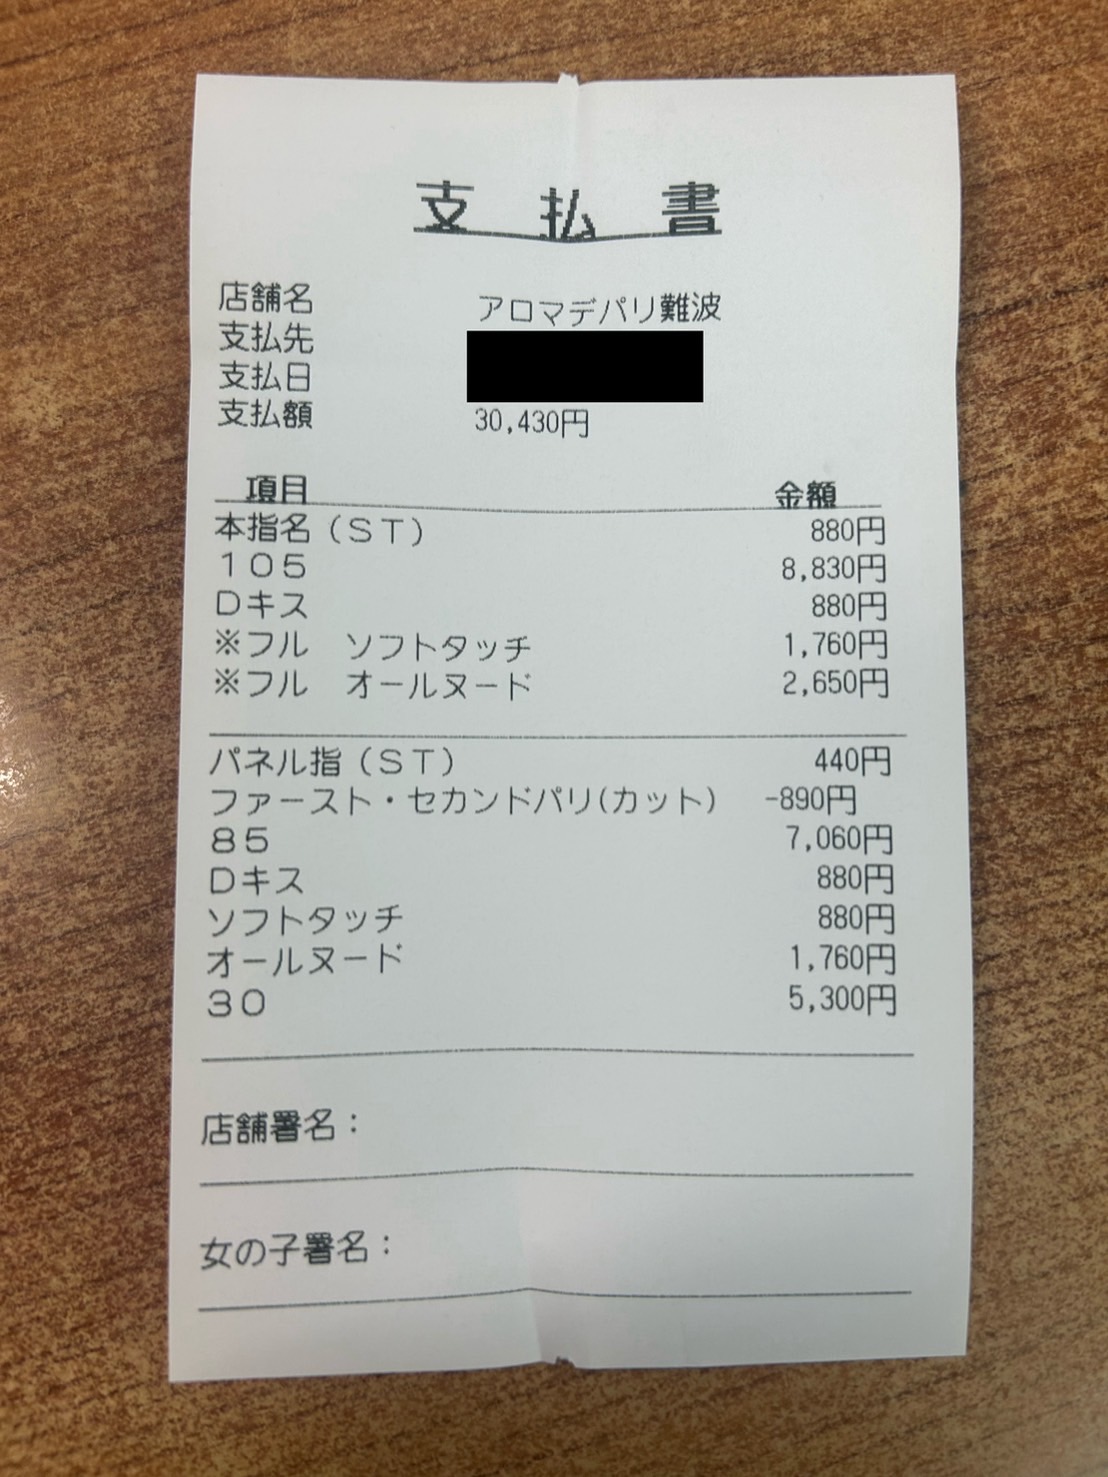 支払書
店舗名 アロマデパリ難波
支払先
支払日
支払額 30,430円
項目 金額
本指名(ST) 880円
105 8,830円
Dキス 880円
※フル ソフトタッチ 1,760円
※フル オールヌード 2,650円
パネル指(ST) 440円
ファースト・セカンドパリ(カット) -890円
85 7,060円
Dキス 880円
ソフトタッチ 880円
オールヌード 1,760円
30 5,300円
店舗署名:
女の子署名: